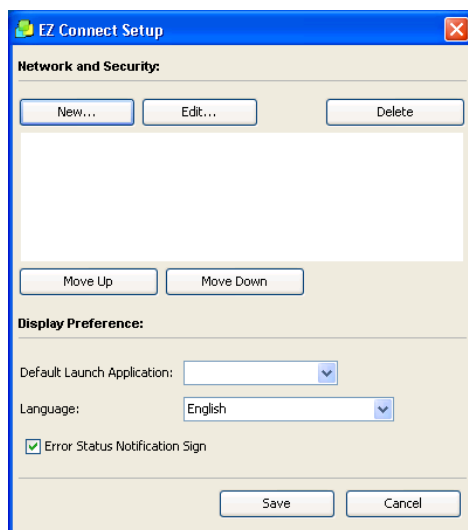 EZ Connect Setup
Network and Security:
New... Edit... Delete
Move Up Move Down
Display Preference:
Default Launch Application:
Language: English
Error Status Notification Sign
Save Cancel